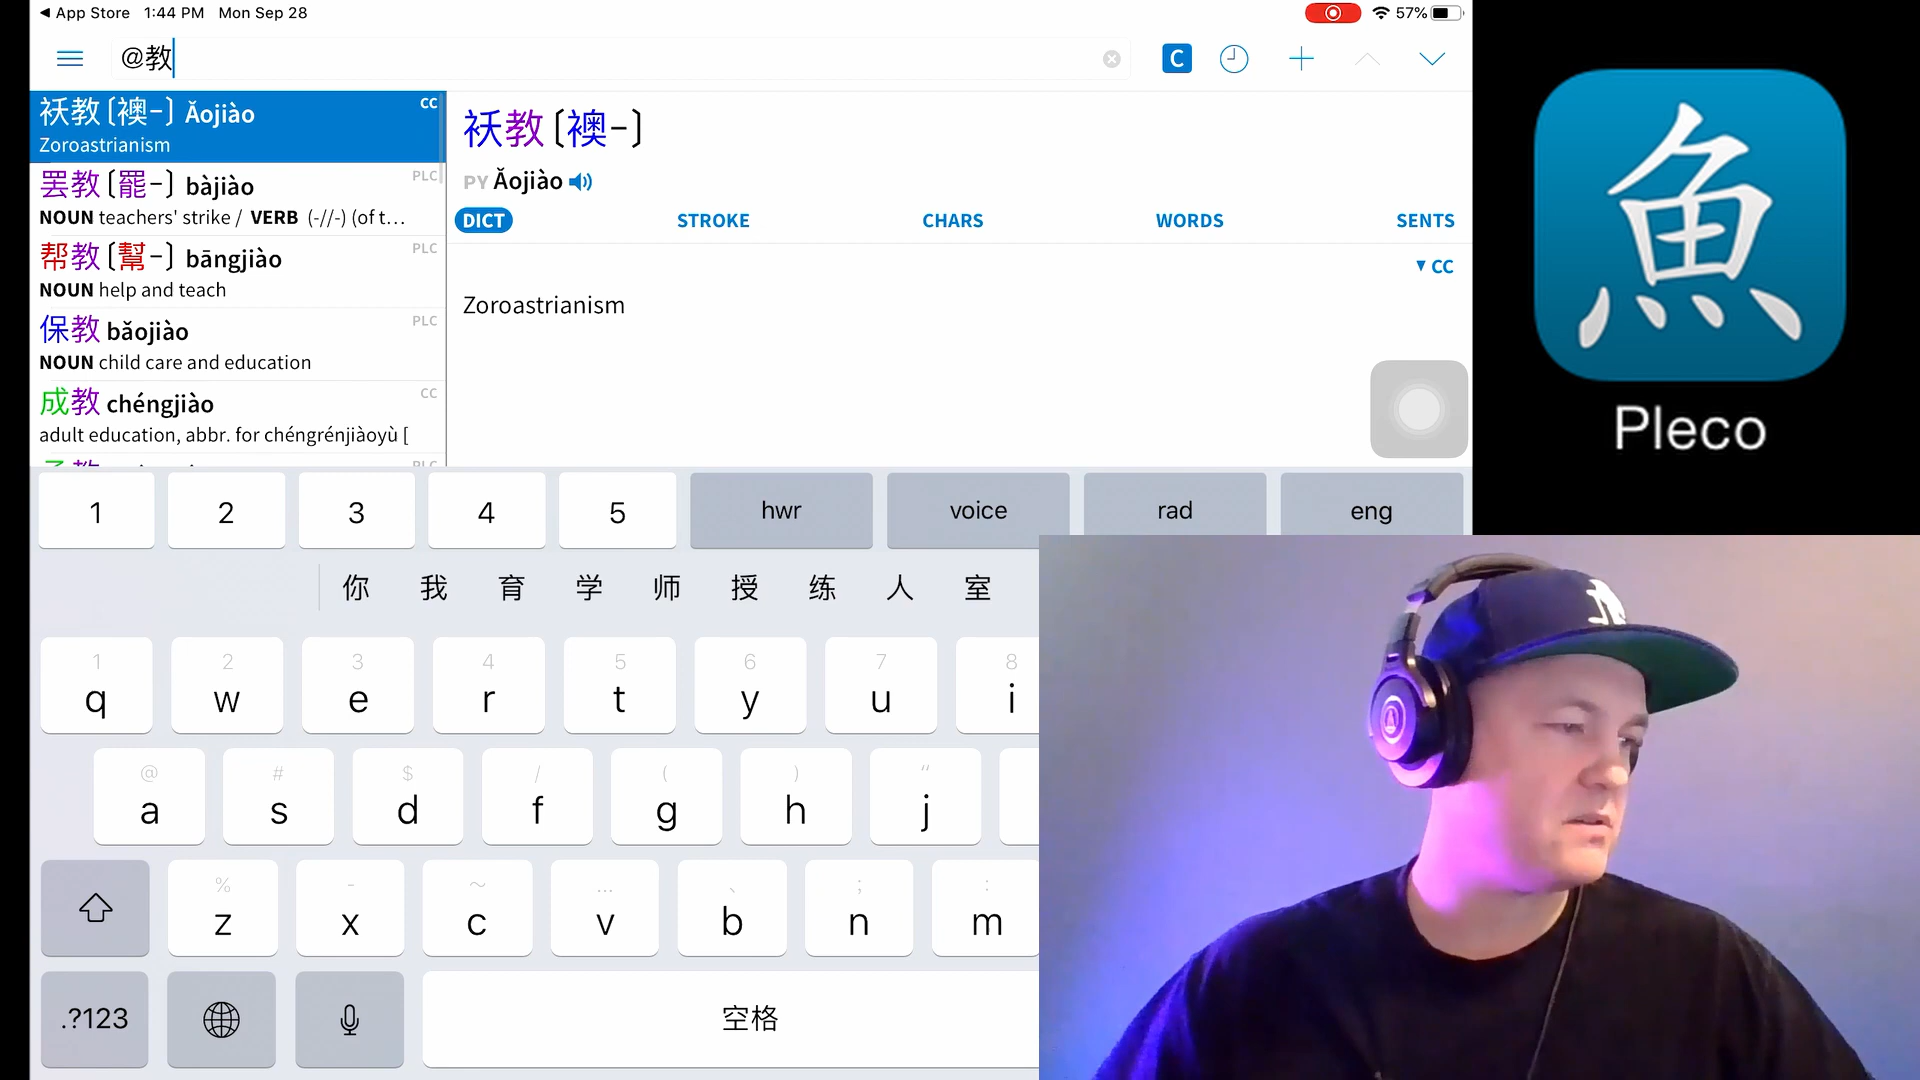 ◀ App Store 1:44 PM Mon Sep 28
57%
@教
C
袄教〔襖-〕 Ǎojiào CC
Zoroastrianism
罢教〔罷-〕 bàjiào PLC
NOUN teachers' strike / VERB (-//-) (of t…
帮教〔幫-〕 bāngjiào PLC
NOUN help and teach
保教 bǎojiào PLC
NOUN child care and education
成教 chéngjiào CC
adult education, abbr. for chéngrénjiàoyù [
袄教〔襖-〕
PY Ǎojiào
DICT STROKE CHARS WORDS SENTS
▼ CC
Zoroastrianism
魚
Pleco
1 2 3 4 5 hwr voice rad eng
你 我 育 学 师 授 练 人 室
1 2 3 4 5 6 7 8
q w e r t y u i
@ # $ / ( ) “
a s d f g h j
% - ~ … 、 ; :
z x c v b n m
.?123 空格